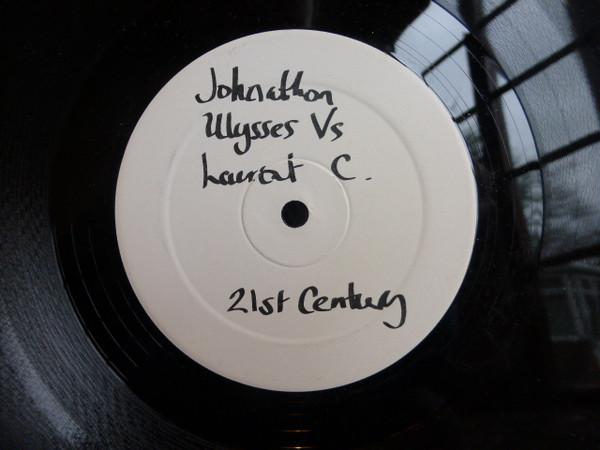 Johnathon
Ulysses Vs
Laurent C.
21st Century